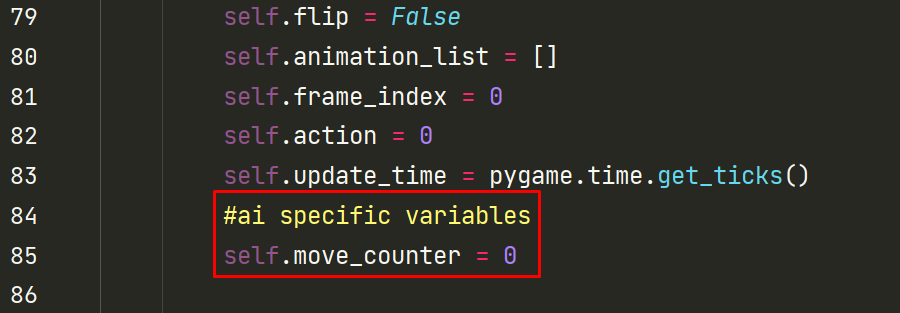 79 self.flip = False
80 self.animation_list = []
81 self.frame_index = 0
82 self.action = 0
83 self.update_time = pygame.time.get_ticks()
84 #ai specific variables
85 self.move_counter = 0
86